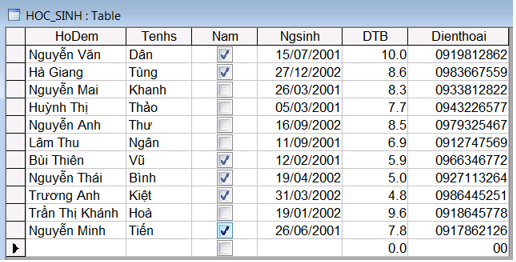 HOC_SINH : Table
HoDem Tenhs Nam Ngsinh DTB Dienthoai
Nguyễn Văn Dân 15/07/2001 10.0 0919812862
Hà Giang Tùng 27/12/2002 8.6 0983667559
Nguyễn Mai Khanh 26/03/2001 8.3 0933812822
Huỳnh Thị Thảo 05/03/2001 7.7 0943226577
Nguyễn Anh Thư 16/09/2002 8.5 0979325467
Lâm Thu Ngân 11/09/2001 6.9 0912747569
Bùi Thiên Vũ 12/02/2001 5.9 0966346772
Nguyễn Thái Bình 19/04/2002 5.0 0927113264
Trương Anh Kiệt 31/03/2002 4.8 0986445251
Trần Thị Khánh Hoà 19/01/2002 9.6 0918645778
Nguyễn Minh Tiến 26/06/2001 7.8 0917862126
0.0 00